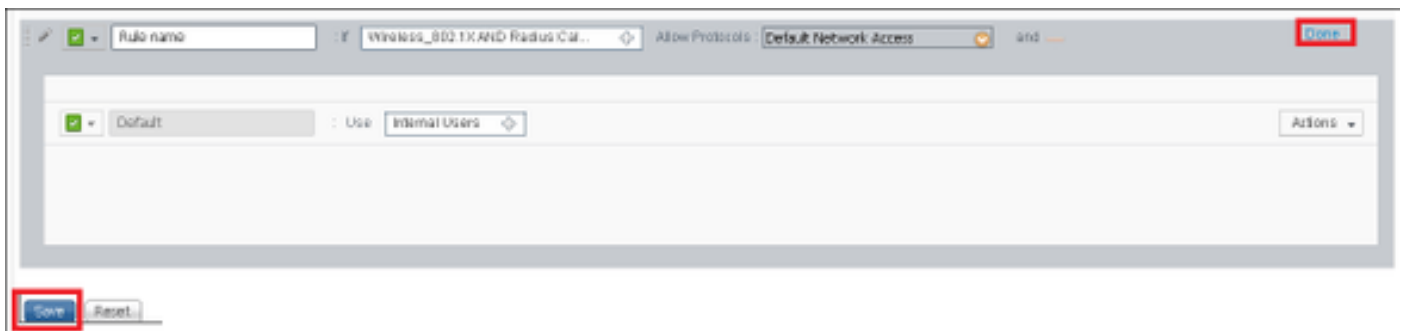 Rule name : If Wireless_802.1X AND Radius:Cal... Allow Protocols : Default Network Access and Done
Default : Use Internal Users Actions
Save Reset